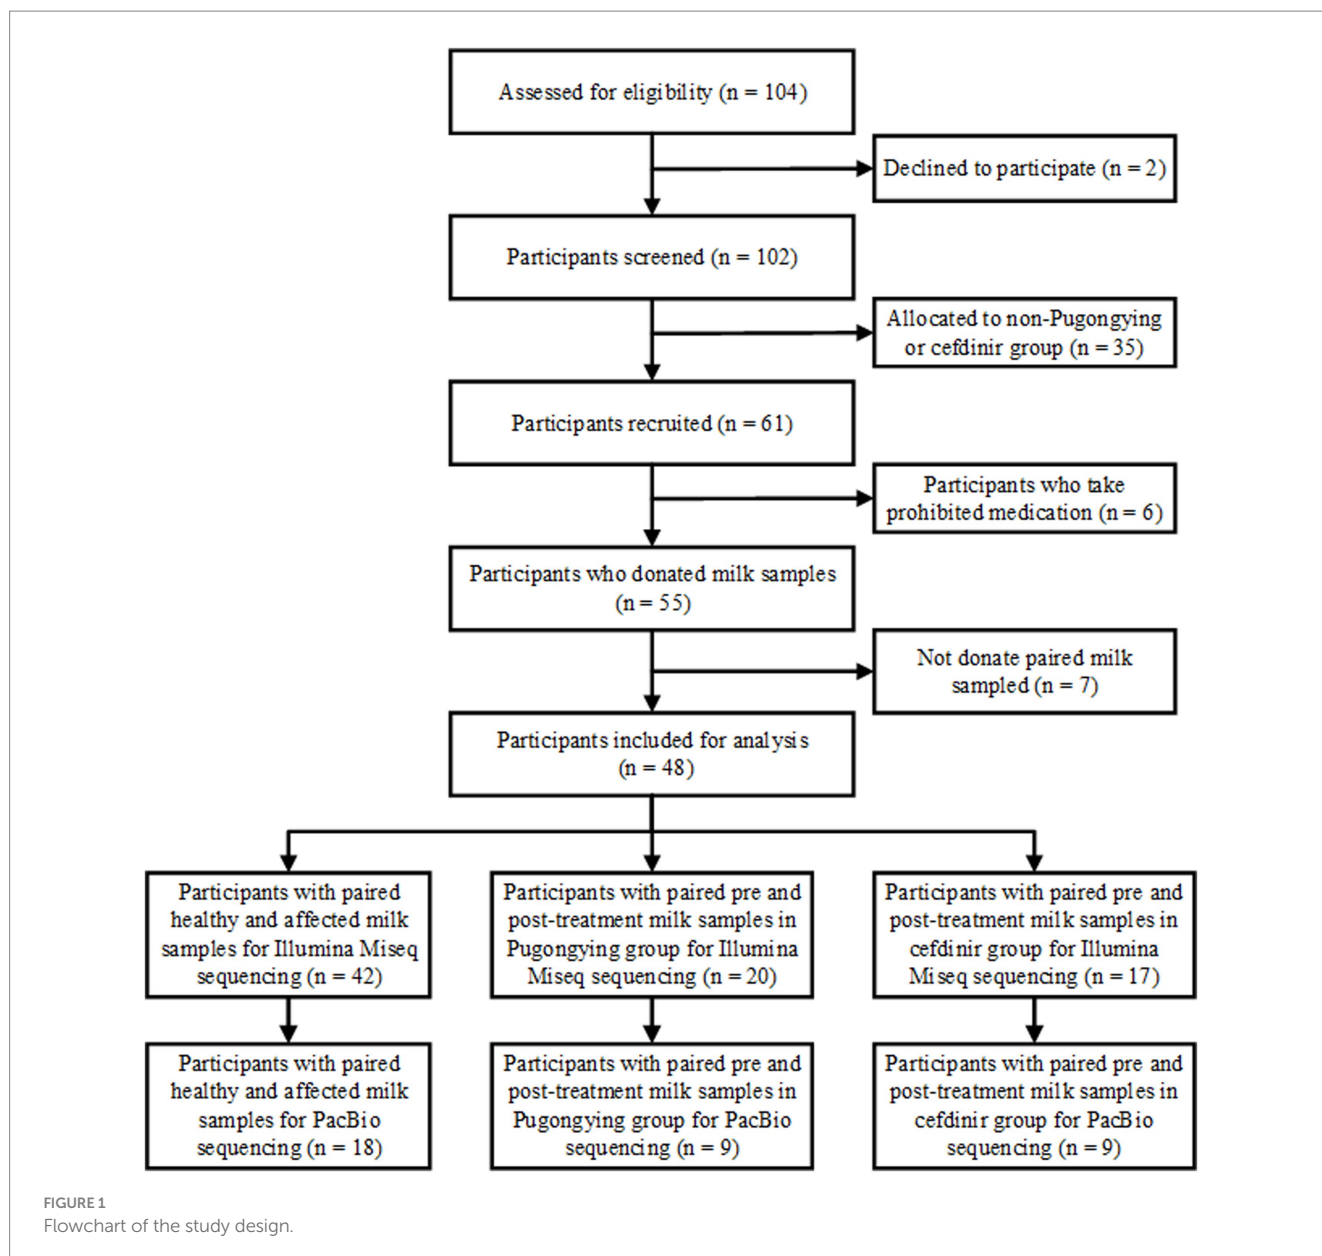 Assessed for eligibility (n = 104)
Declined to participate (n = 2)
Participants screened (n = 102)
Allocated to non-Pugongying
or cefdinir group (n = 35)
Participants recruited (n = 61)
Participants who take
prohibited medication (n = 6)
Participants who donated milk samples
(n = 55)
Not donate paired milk
sampled (n = 7)
Participants included for analysis
(n = 48)
Participants with paired
healthy and affected milk
samples for Illumina Miseq
sequencing (n = 42)
Participants with paired pre and
post-treatment milk samples in
Pugongying group for Illumina
Miseq sequencing (n = 20)
Participants with paired pre and
post-treatment milk samples in
cefdinir group for Illumina
Miseq sequencing (n = 17)
Participants with paired
healthy and affected milk
samples for PacBio
sequencing (n = 18)
Participants with paired pre and
post-treatment milk samples in
Pugongying group for PacBio
sequencing (n = 9)
Participants with paired pre and
post-treatment milk samples in
cefdinir group for PacBio
sequencing (n = 9)
FIGURE 1
Flowchart of the study design.